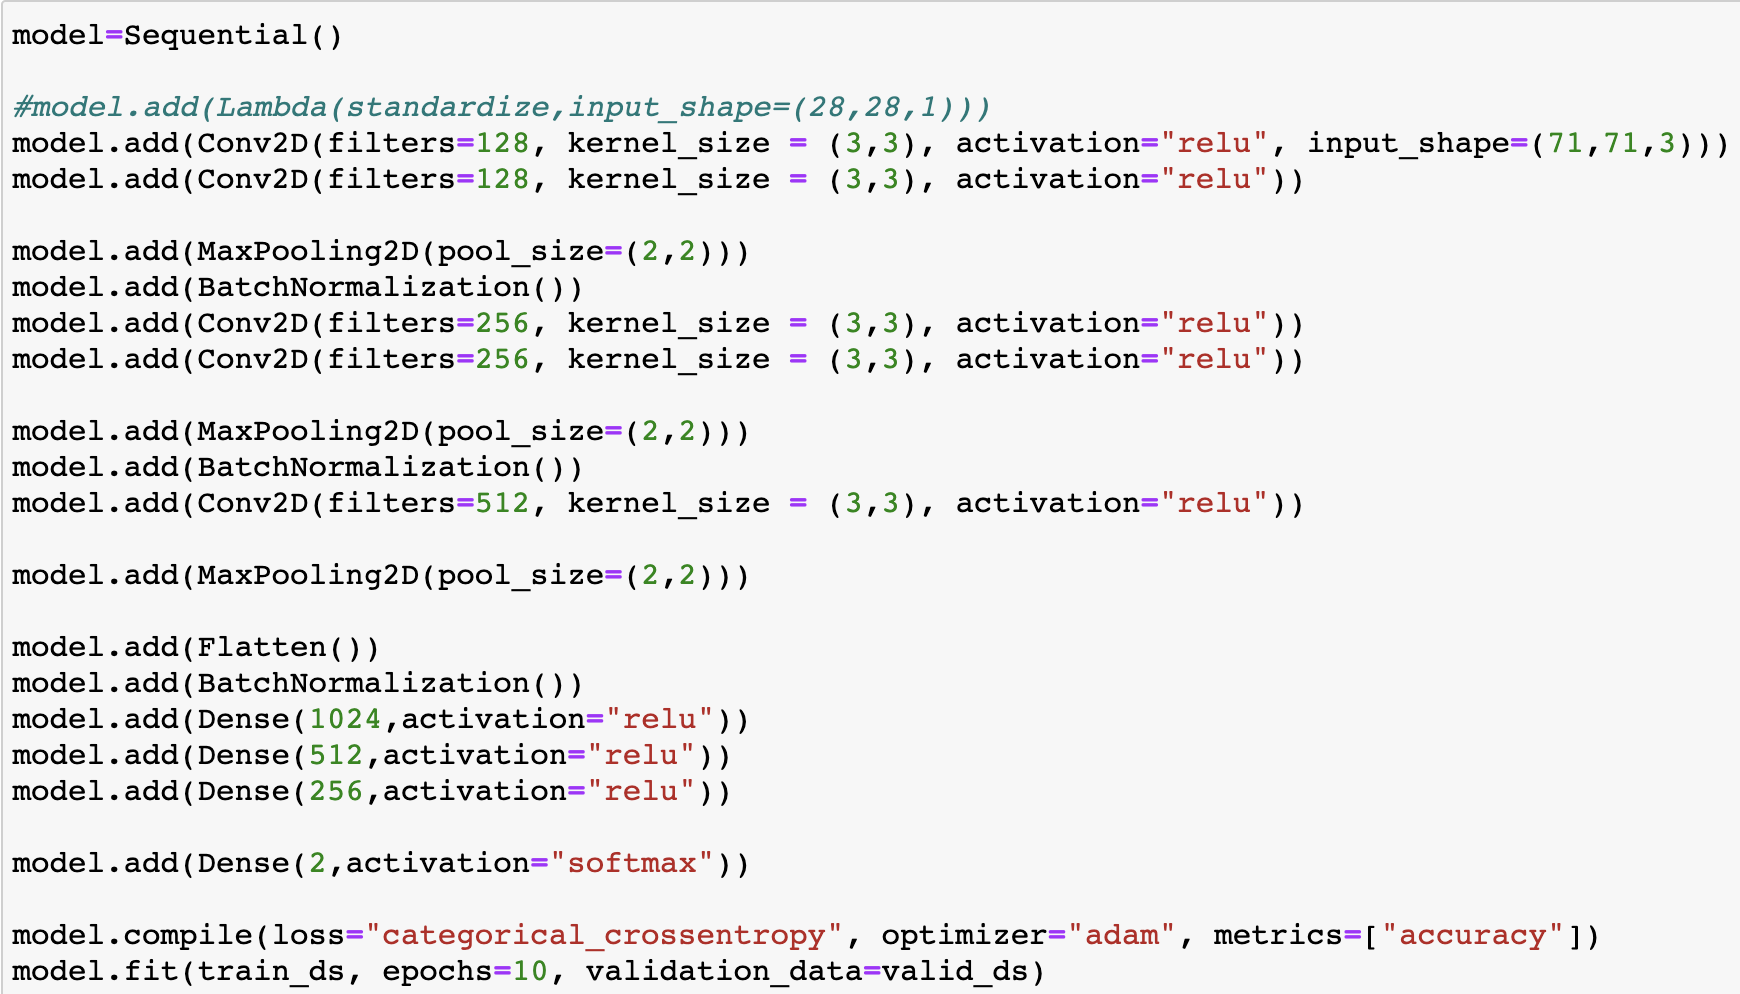 model=Sequential()
#model.add(Lambda(standardize,input_shape=(28,28,1)))
model.add(Conv2D(filters=128, kernel_size = (3,3), activation="relu", input_shape=(71,71,3)))
model.add(Conv2D(filters=128, kernel_size = (3,3), activation="relu"))
model.add(MaxPooling2D(pool_size=(2,2)))
model.add(BatchNormalization())
model.add(Conv2D(filters=256, kernel_size = (3,3), activation="relu"))
model.add(Conv2D(filters=256, kernel_size = (3,3), activation="relu"))
model.add(MaxPooling2D(pool_size=(2,2)))
model.add(BatchNormalization())
model.add(Conv2D(filters=512, kernel_size = (3,3), activation="relu"))
model.add(MaxPooling2D(pool_size=(2,2)))
model.add(Flatten())
model.add(BatchNormalization())
model.add(Dense(1024,activation="relu"))
model.add(Dense(512,activation="relu"))
model.add(Dense(256,activation="relu"))
model.add(Dense(2,activation="softmax"))
model.compile(loss="categorical_crossentropy", optimizer="adam", metrics=["accuracy"])
model.fit(train_ds, epochs=10, validation_data=valid_ds)